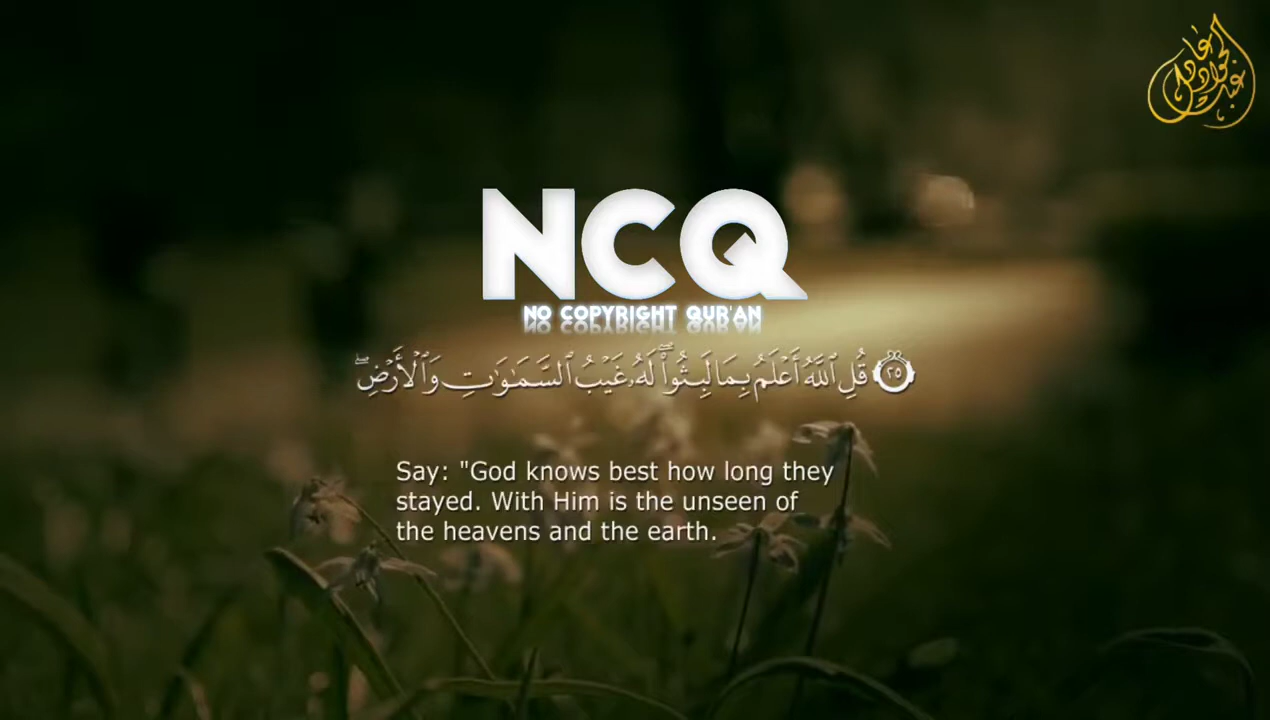 NCQ
NO COPYRIGHT QUR'AN
۝٢٥ قُلِ ٱللَّهُ أَعْلَمُ بِمَا لَبِثُوا۟ ۖ لَهُۥ غَيْبُ ٱلسَّمَـٰوَٰتِ وَٱلْأَرْضِ ۖ
Say: "God knows best how long they
stayed. With Him is the unseen of
the heavens and the earth.